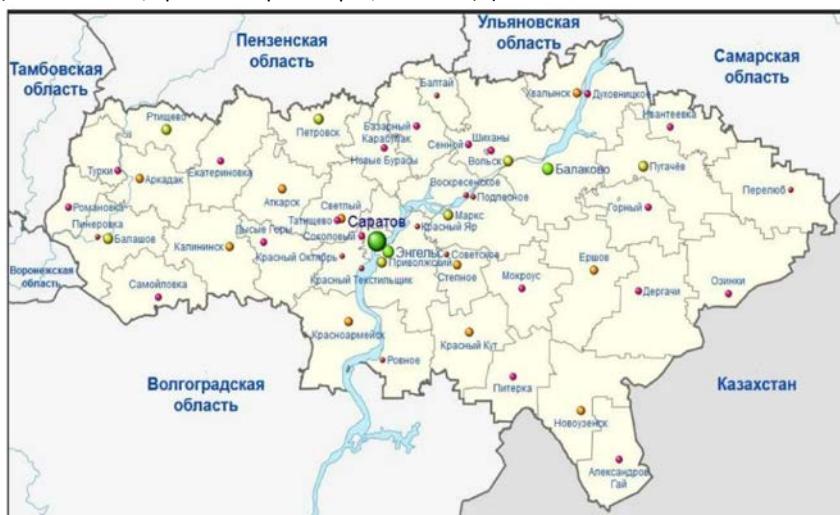 Ульяновская
область
Пензенская
область
Самарская
область
Тамбовская
область
Балтай
Хвалынск
Духовницкое
Ртищево
Петровск
Ивантеевка
Базарный
Карабулак
Сенной
Шиханы
Новые Бурасы
Вольск
Балаково
Пугачёв
Турки
Екатериновка
Аркадак
Аткарск
Воскресенское
Подлесное
Перелюб
Романовка
Светлый
Татищево
Маркс
Горный
Пинеровка
Саратов
Красный Яр
Балашов
Калининск
Лысые Горы
Соколовый
Энгельс
Советское
Красный Октябрь
Приволжский
Степное
Ершов
Воронежская
область
Красный Текстильщик
Мокроус
Озинки
Самойловка
Дергачи
Красноармейск
Красный Кут
Ровное
Волгоградская
область
Питерка
Казахстан
Новоузенск
Александров
Гай